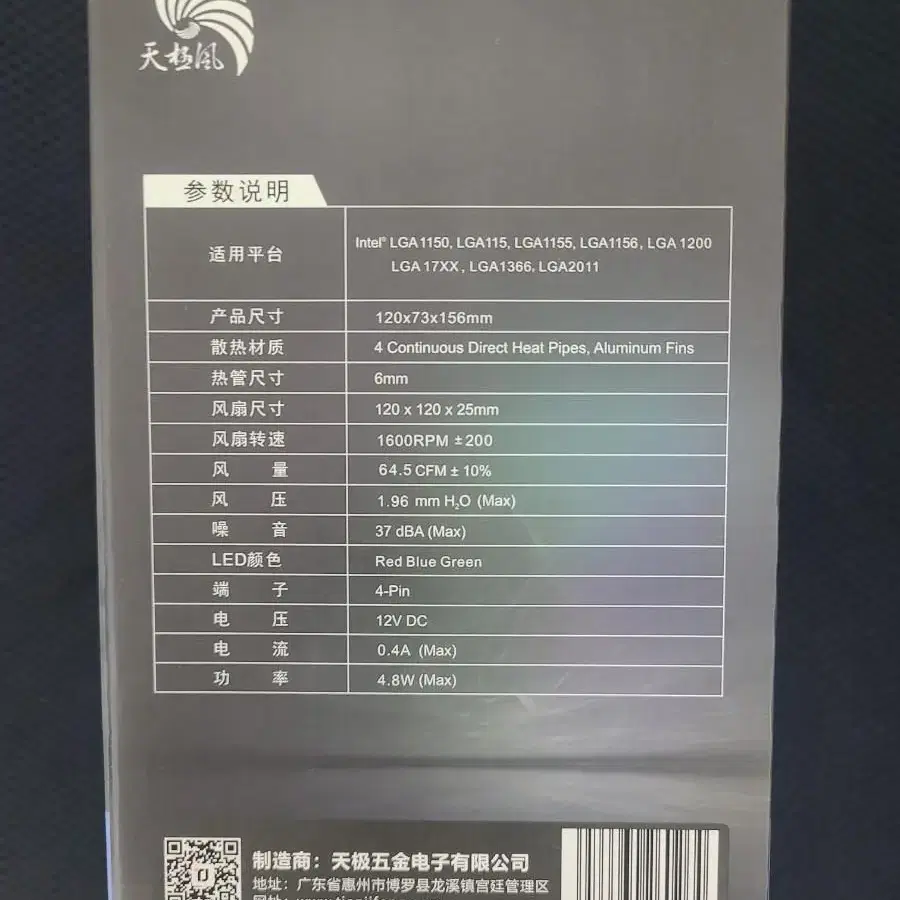 天极风
参数说明
适用平台 Intel® LGA1150, LGA115, LGA1155, LGA1156, LGA 1200
LGA 17XX, LGA1366, LGA2011
产品尺寸 120x73x156mm
散热材质 4 Continuous Direct Heat Pipes, Aluminum Fins
热管尺寸 6mm
风扇尺寸 120 x 120 x 25mm
风扇转速 1600RPM ±200
风 量 64.5 CFM ± 10%
风 压 1.96 mm H₂O (Max)
噪 音 37 dBA (Max)
LED颜色 Red Blue Green
端 子 4-Pin
电 压 12V DC
电 流 0.4A (Max)
功 率 4.8W (Max)
制造商：天极五金电子有限公司
地址：广东省惠州市博罗县龙溪镇宫廷管理区